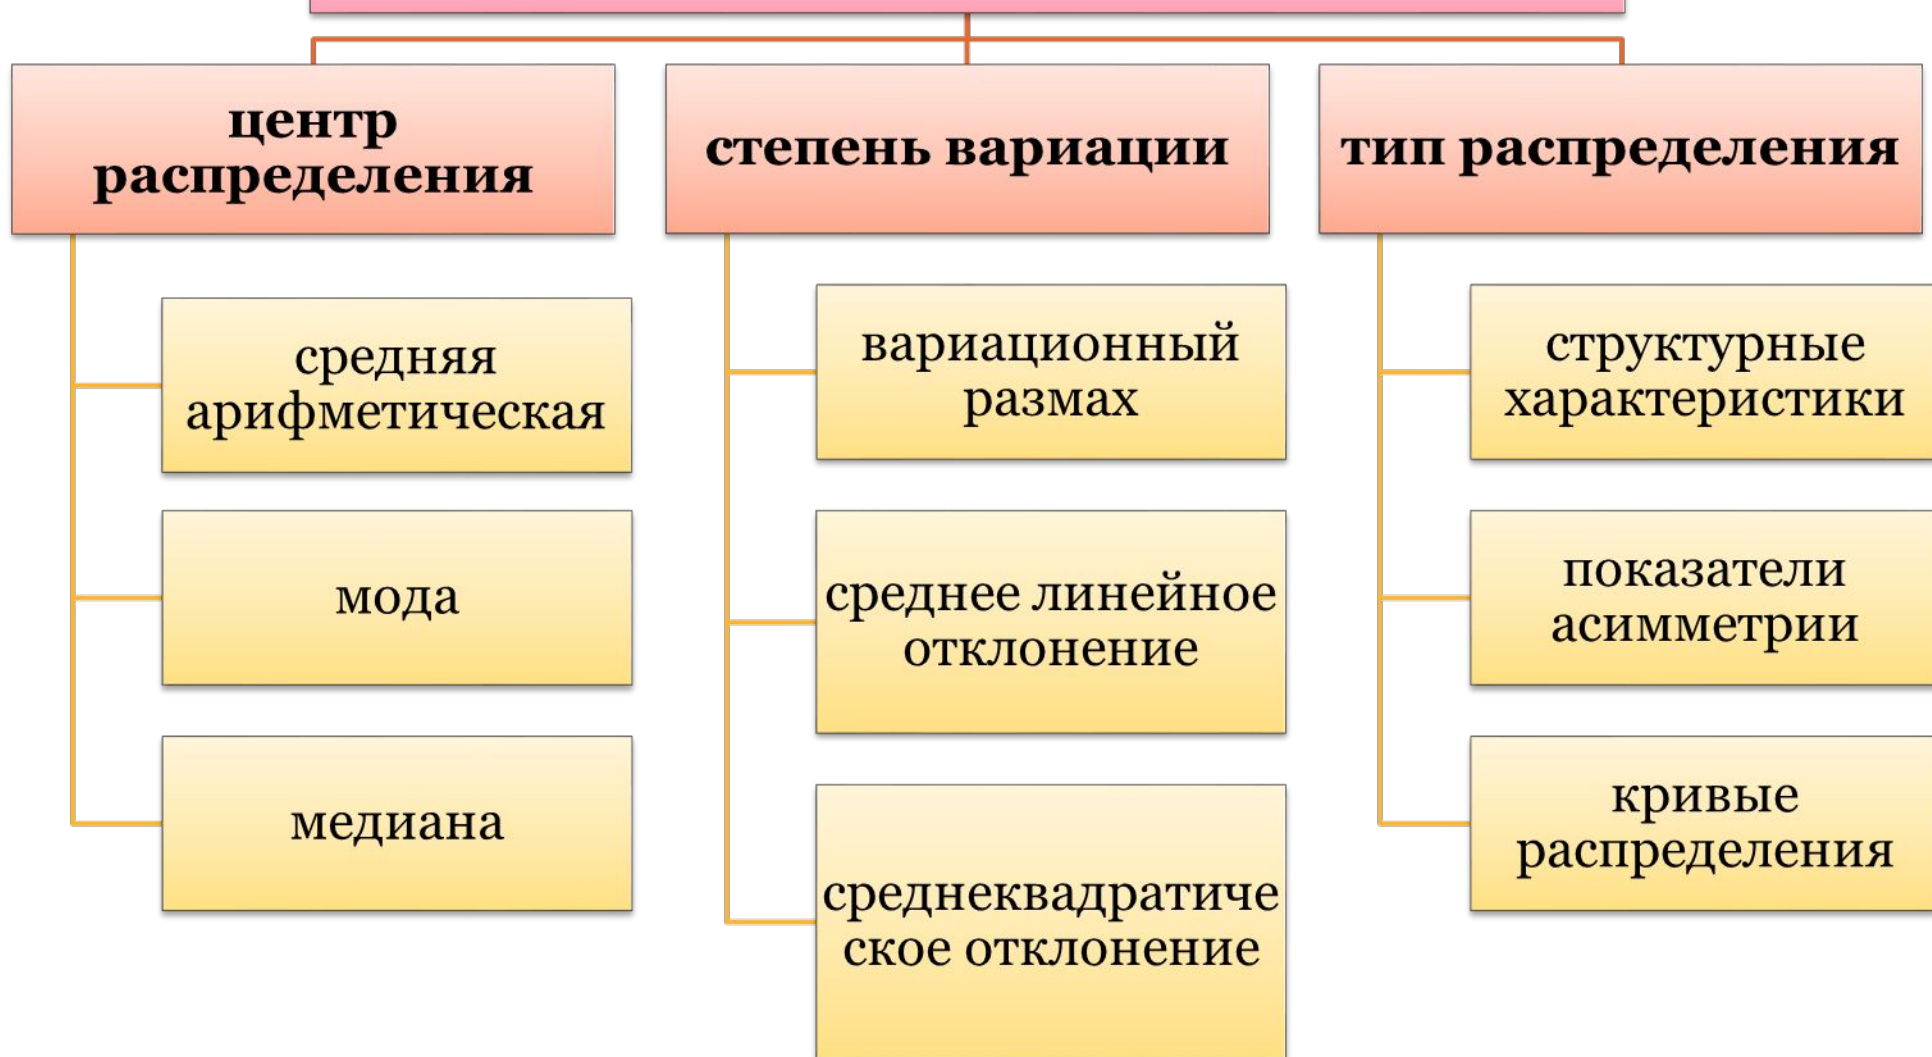 центр
распределения
средняя
арифметическая
мода
медиана
степень вариации
вариационный
размах
среднее линейное
отклонение
среднеквадратиче
ское отклонение
тип распределения
структурные
характеристики
показатели
асимметрии
кривые
распределения